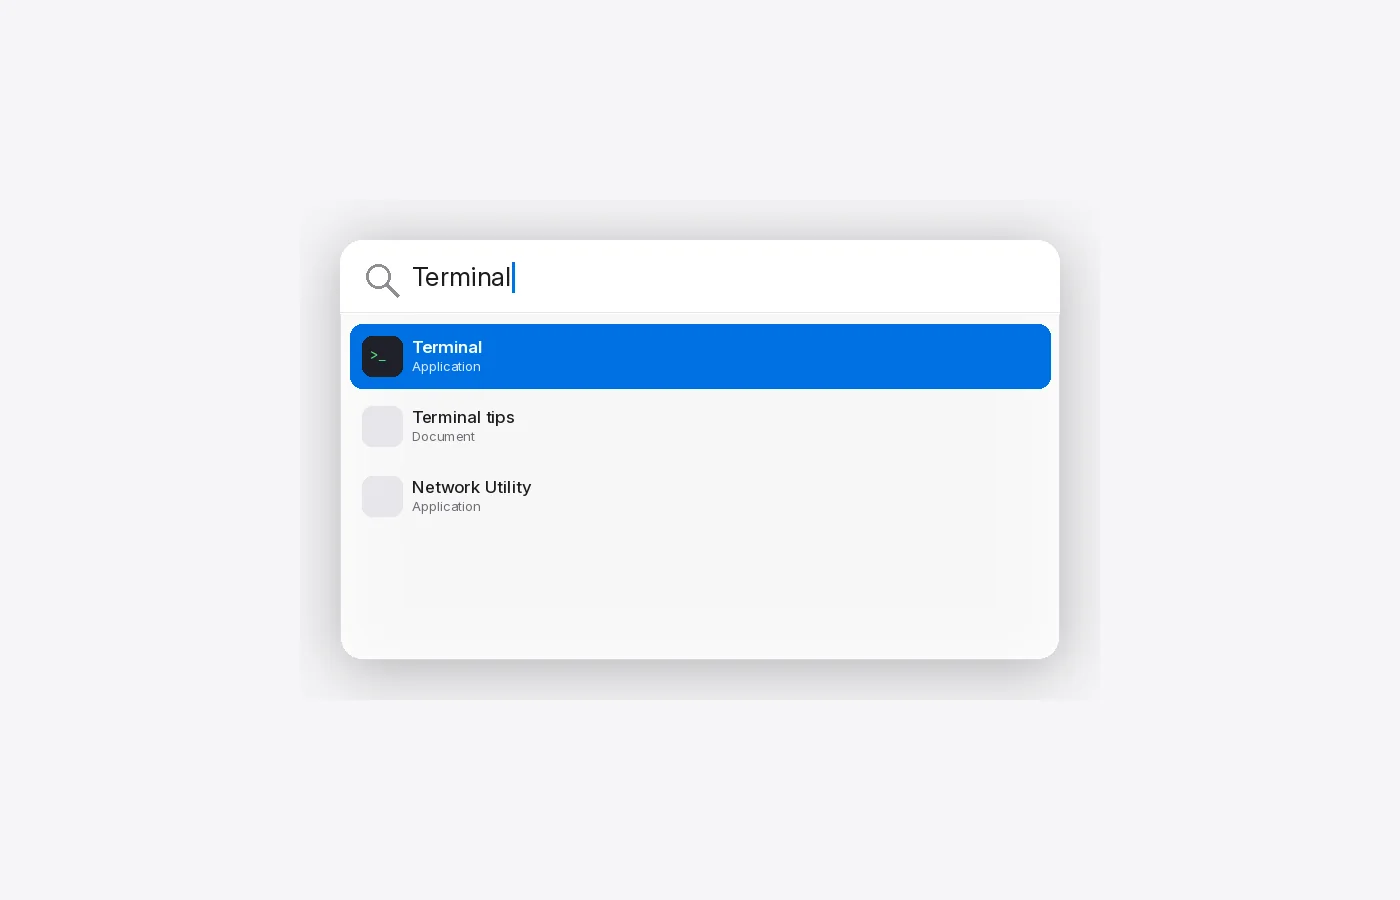 Terminal
>_
Terminal
Application
Terminal tips
Document
Network Utility
Application